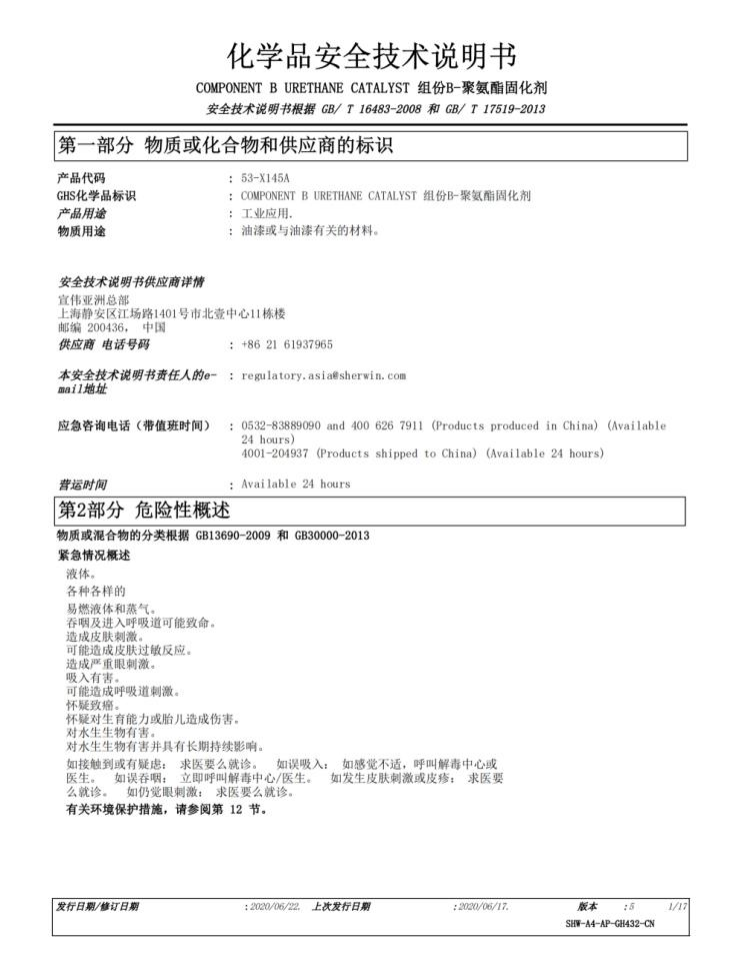 化学品安全技术说明书
COMPONENT B URETHANE CATALYST 组份B-聚氨酯固化剂
安全技术说明书根据 GB/ T 16483-2008 和 GB/ T 17519-2013
第一部分 物质或化合物和供应商的标识
产品代码 : 53-X145A
GHS化学品标识 : COMPONENT B URETHANE CATALYST 组份B-聚氨酯固化剂
产品用途 : 工业应用.
物质用途 : 油漆或与油漆有关的材料。
安全技术说明书供应商详情
宣伟亚洲总部
上海静安区江场路1401号市北壹中心11栋楼
邮编 200436, 中国
供应商 电话号码 : +86 21 61937965
本安全技术说明书责任人的e- : regulatory.asia@sherwin.com
mail地址
应急咨询电话（带值班时间） : 0532-83889090 and 400 626 7911 (Products produced in China) (Available
24 hours)
4001-204937 (Products shipped to China) (Available 24 hours)
营运时间 : Available 24 hours
第2部分 危险性概述
物质或混合物的分类根据 GB13690-2009 和 GB30000-2013
紧急情况概述
液体。
各种各样的
易燃液体和蒸气。
吞咽及进入呼吸道可能致命。
造成皮肤刺激。
可能造成皮肤过敏反应。
造成严重眼刺激。
吸入有害。
可能造成呼吸道刺激。
怀疑致癌。
怀疑对生育能力或胎儿造成伤害。
对水生生物有害。
对水生生物有害并具有长期持续影响。
如接触到或有疑虑: 求医要么就诊。 如误吸入: 如感觉不适，呼叫解毒中心或
医生。 如误吞咽: 立即呼叫解毒中心/医生。 如发生皮肤刺激或皮疹: 求医要
么就诊。 如仍觉眼刺激: 求医要么就诊。
有关环境保护措施，请参阅第 12 节。
发行日期/修订日期 : 2020/06/22. 上次发行日期 : 2020/06/17. 版本 : 5 1/17
SHW-A4-AP-GH432-CN